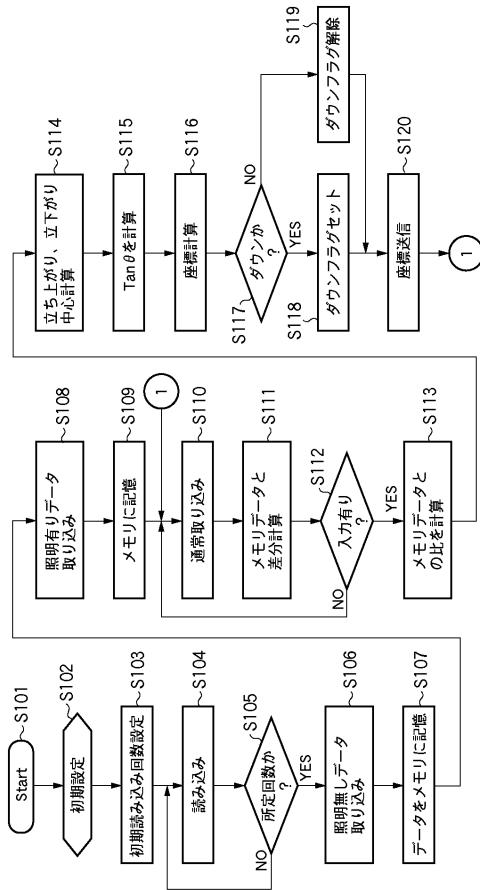 Start
S101
初期設定
S102
初期読み込み回数設定
S103
読み込み
S104
所定回数か
?
S105
NO
YES
照明無しデータ
取り込み
S106
データをメモリに記憶
S107
照明有りデータ
取り込み
S108
メモリに記憶
S109
1
通常取り込み
S110
メモリデータと
差分計算
S111
入力有り
?
S112
NO
YES
メモリデータと
の比を計算
S113
立ち上がり、立下がり
中心計算
S114
Tanθを計算
S115
座標計算
S116
ダウンか
?
S117
NO
YES
ダウンフラグセット
S118
ダウンフラグ解除
S119
座標送信
S120
1